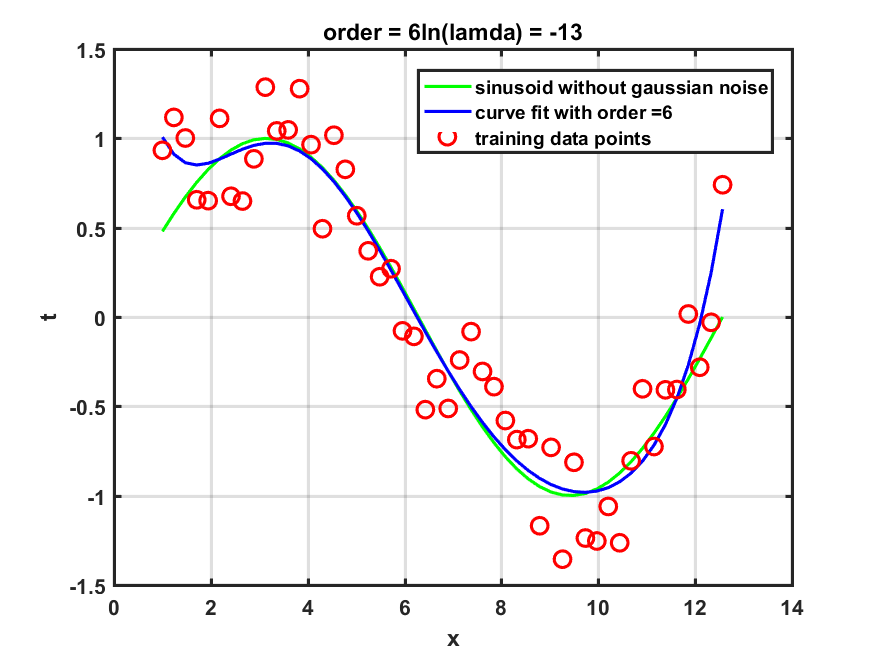 order = 6ln(lamda) = -13
1.5
1
0.5
0
-0.5
-1
-1.5
t
sinusoid without gaussian noise
curve fit with order =6
training data points
0 2 4 6 8 10 12 14
x